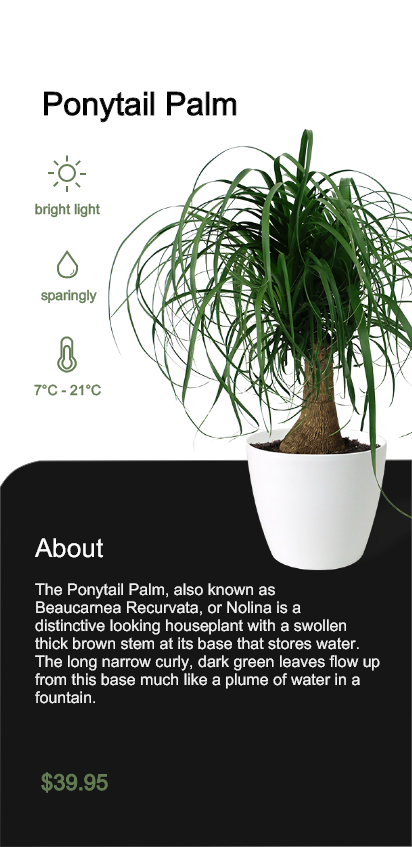 Ponytail Palm
bright light
sparingly
7°C - 21°C
About
The Ponytail Palm, also known as
Beaucarnea Recurvata, or Nolina is a
distinctive looking houseplant with a swollen
thick brown stem at its base that stores water.
The long narrow curly, dark green leaves flow up
from this base much like a plume of water in a
fountain.
$39.95